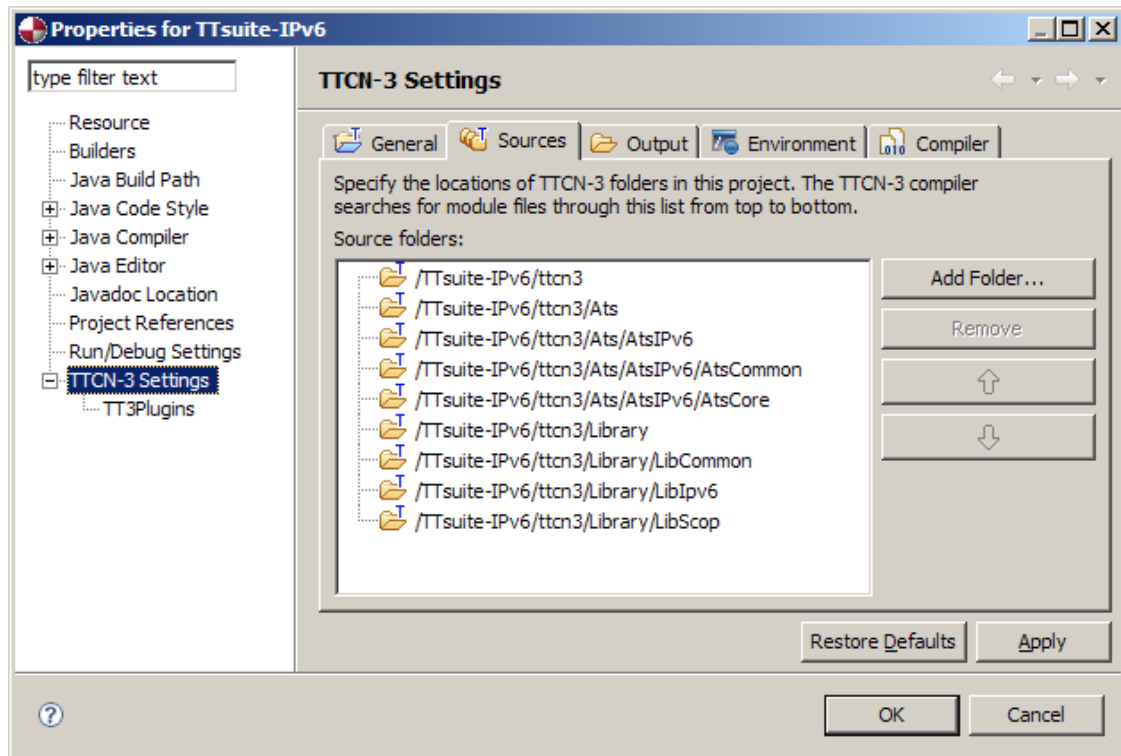 Properties for TTsuite-IPv6
type filter text
Resource
Builders
Java Build Path
Java Code Style
Java Compiler
Java Editor
Javadoc Location
Project References
Run/Debug Settings
TTCN-3 Settings
TT3Plugins
TTCN-3 Settings
General
Sources
Output
Environment
Compiler
Specify the locations of TTCN-3 folders in this project. The TTCN-3 compiler
searches for module files through this list from top to bottom.
Source folders:
/TTsuite-IPv6/ttcn3
/TTsuite-IPv6/ttcn3/Ats
/TTsuite-IPv6/ttcn3/Ats/AtsIPv6
/TTsuite-IPv6/ttcn3/Ats/AtsIPv6/AtsCommon
/TTsuite-IPv6/ttcn3/Ats/AtsIPv6/AtsCore
/TTsuite-IPv6/ttcn3/Library
/TTsuite-IPv6/ttcn3/Library/LibCommon
/TTsuite-IPv6/ttcn3/Library/LibIpv6
/TTsuite-IPv6/ttcn3/Library/LibScop
Add Folder...
Remove
Restore Defaults
Apply
OK
Cancel